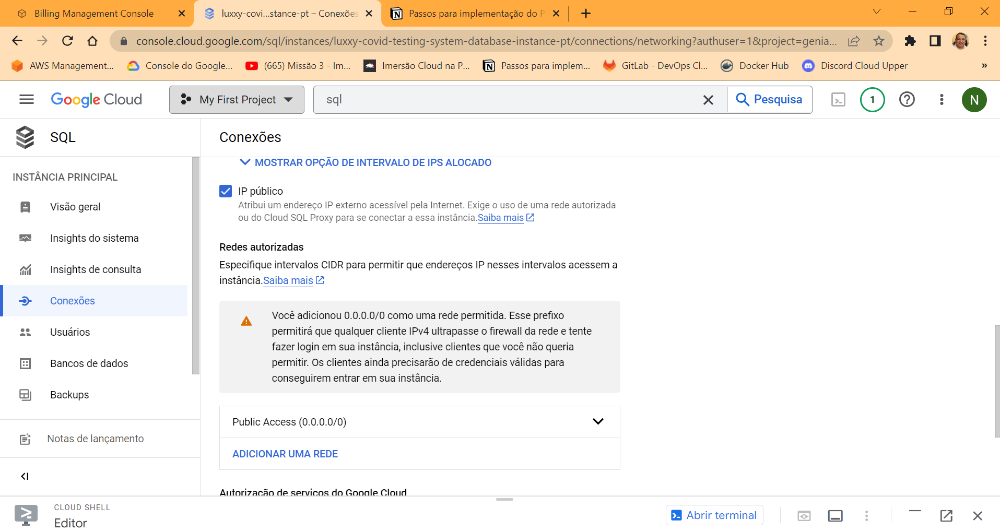 Billing Management Console
luxxy-covi...stance-pt – Conexões
Passos para implementação do P
console.cloud.google.com/sql/instances/luxxy-covid-testing-system-database-instance-pt/connections/networking?authuser=1&project=genia...
AWS Management...
Console do Google...
(665) Missão 3 - Im...
Imersão Cloud na P...
Passos para implem...
GitLab - DevOps Cl...
Docker Hub
Discord Cloud Upper
»
Google Cloud
My First Project
sql
Pesquisa
1
N
SQL
Conexões
INSTÂNCIA PRINCIPAL
Visão geral
Insights do sistema
Insights de consulta
Conexões
Usuários
Bancos de dados
Backups
Notas de lançamento
MOSTRAR OPÇÃO DE INTERVALO DE IPS ALOCADO
IP público
Atribui um endereço IP externo acessível pela Internet. Exige o uso de uma rede autorizada
ou do Cloud SQL Proxy para se conectar a essa instância.Saiba mais
Redes autorizadas
Especifique intervalos CIDR para permitir que endereços IP nesses intervalos acessem a
instância.Saiba mais
Você adicionou 0.0.0.0/0 como uma rede permitida. Esse prefixo
permitirá que qualquer cliente IPv4 ultrapasse o firewall da rede e tente
fazer login em sua instância, inclusive clientes que você não queria
permitir. Os clientes ainda precisarão de credenciais válidas para
conseguirem entrar em sua instância.
Public Access (0.0.0.0/0)
ADICIONAR UMA REDE
Autorização de serviços do Google Cloud
CLOUD SHELL
Editor
Abrir terminal